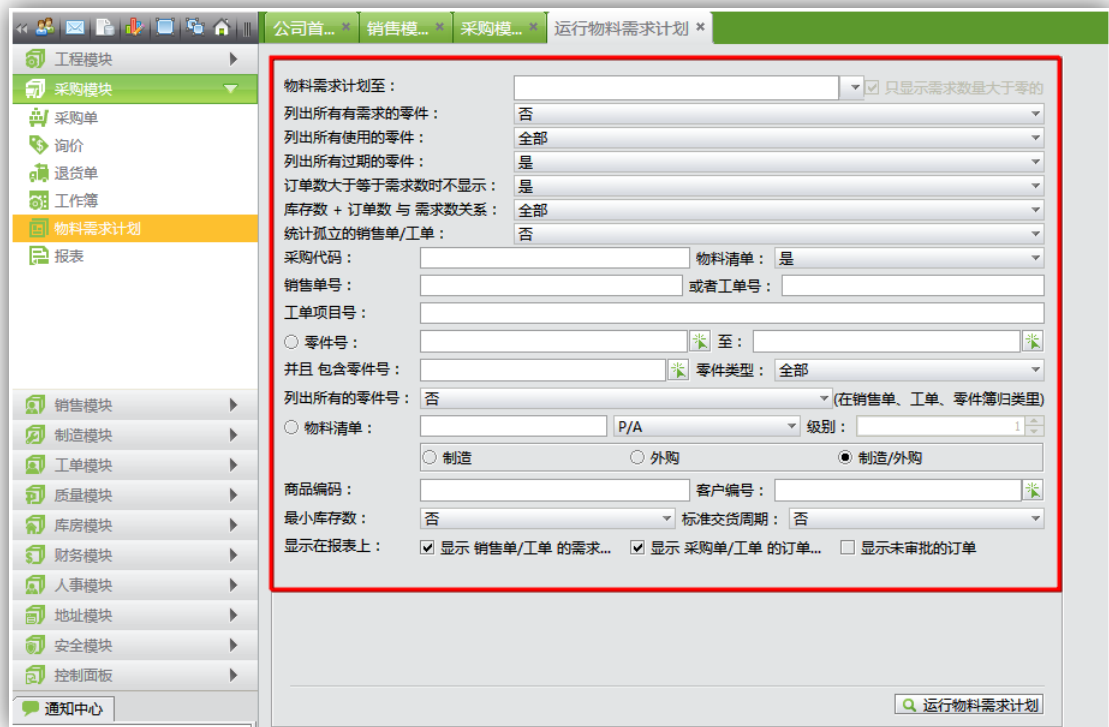 公司首... × 销售模... × 采购模... × 运行物料需求计划 ×
工程模块
采购模块
采购单
询价
退货单
工作簿
物料需求计划
报表
销售模块
制造模块
工单模块
质量模块
库房模块
财务模块
人事模块
地址模块
安全模块
控制面板
通知中心
物料需求计划至： 只显示需求数量大于零的
列出所有有需求的零件： 否
列出所有使用的零件： 全部
列出所有过期的零件： 是
订单数大于等于需求数时不显示： 是
库存数 + 订单数 与 需求数关系： 全部
统计孤立的销售单/工单： 否
采购代码： 物料清单： 是
销售单号： 或者工单号：
工单项目号：
零件号： 至：
并且 包含零件号： 零件类型： 全部
列出所有的零件号： 否 (在销售单、工单、零件簿归类里)
物料清单： P/A 级别： 1
制造 外购 制造/外购
商品编码： 客户编号：
最小库存数： 否 标准交货周期： 否
显示在报表上： 显示 销售单/工单 的需求... 显示 采购单/工单 的订单... 显示未审批的订单
运行物料需求计划